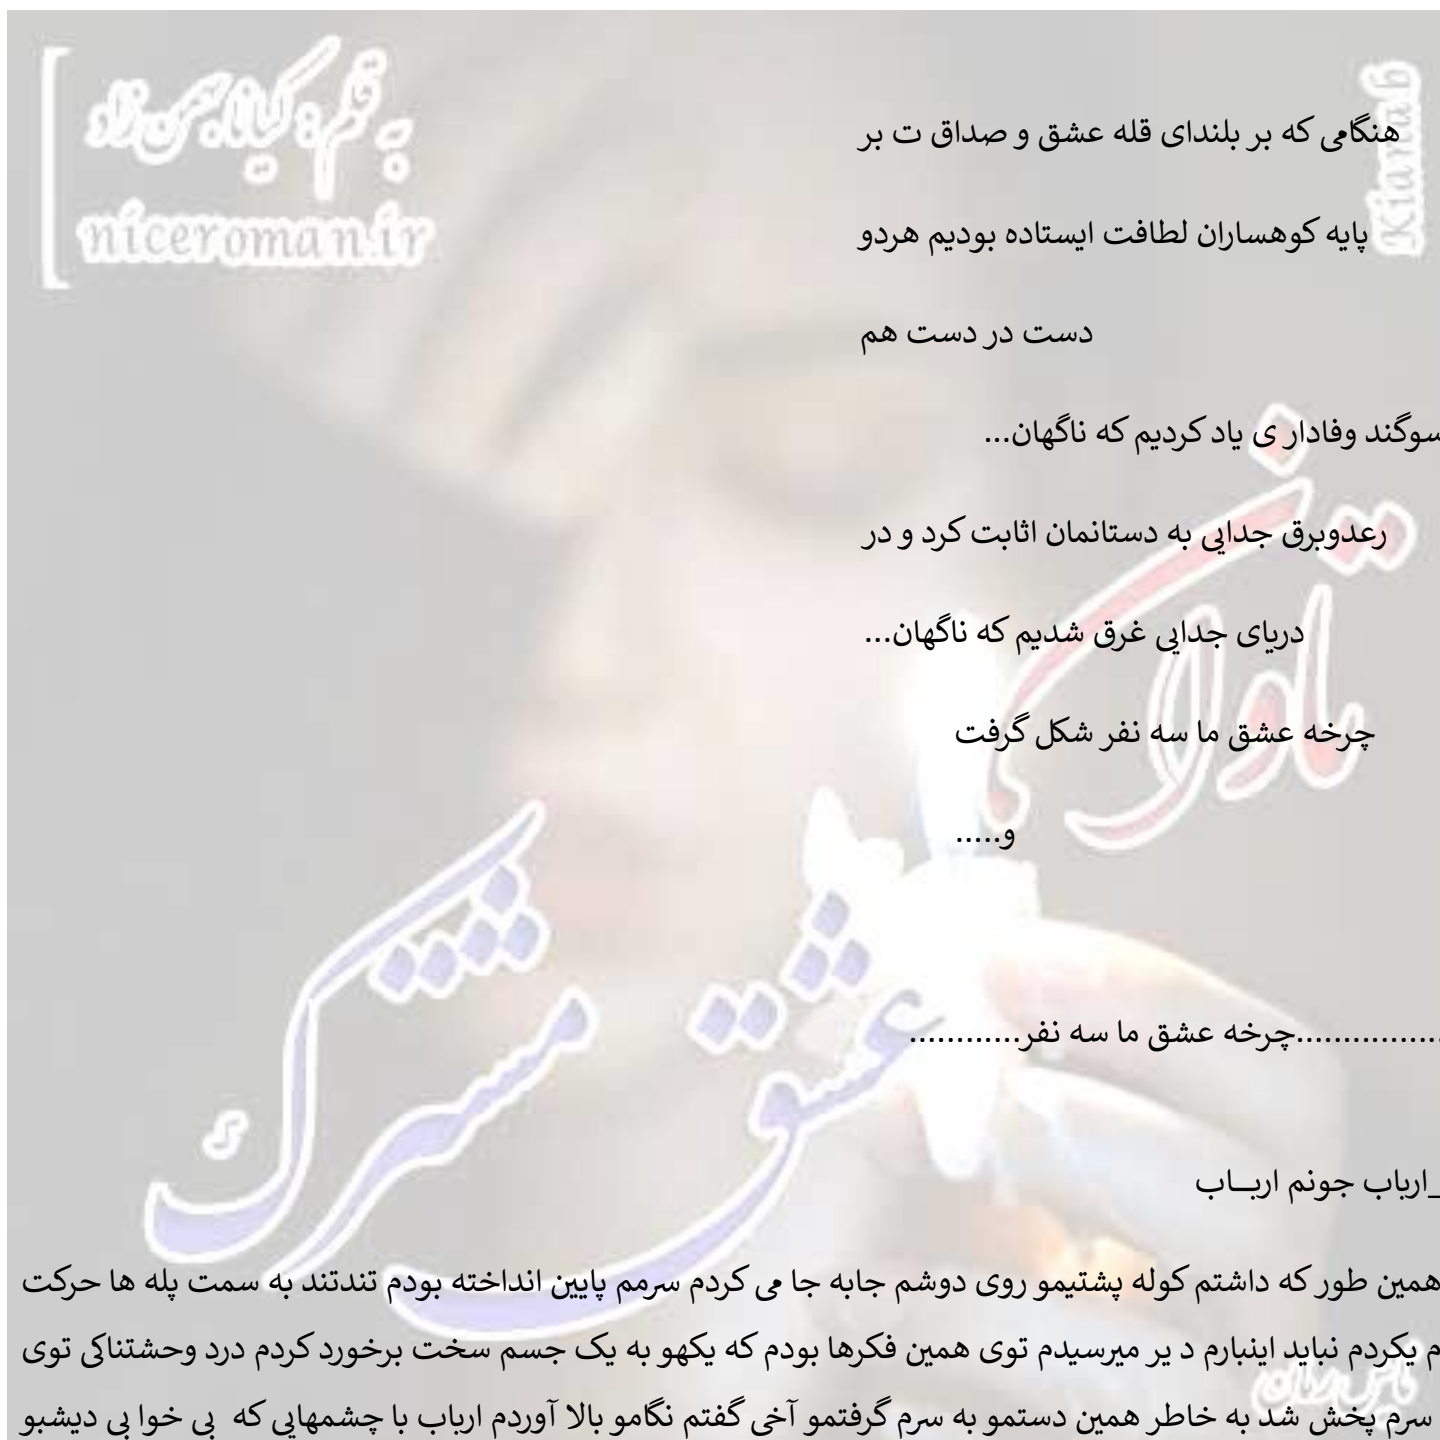 به قلم: کیانا بهمن زاد
niceroman.ir
Kianab
هنگامی که بر بلندای قله عشق و صداق ت بر
پایه کوهساران لطافت ایستاده بودیم هردو
دست در دست هم
سوگند وفادار ی یاد کردیم که ناگهان...
رعدوبرق جدایی به دستانمان اثابت کرد و در
دریای جدایی غرق شدیم که ناگهان...
چرخه عشق ما سه نفر شکل گرفت
و.....
تاوان
عشق مشترک
................چرخه عشق ما سه نفر............
_ارباب جونم اربــاب
همین طور که داشتم کوله پشتیمو روی دوشم جابه جا می کردم سرمم پایین انداخته بودم تندتند به سمت پله ها حرکت
م یکردم نباید اینبارم د یر میرسیدم توی همین فکرها بودم که یکهو به یک جسم سخت برخورد کردم درد وحشتناکی توی
سرم پخش شد به خاطر همین دستمو به سرم گرفتمو آخی گفتم نگامو بالا آوردم ارباب با چشمهایی که بی خوا بی دیشبو